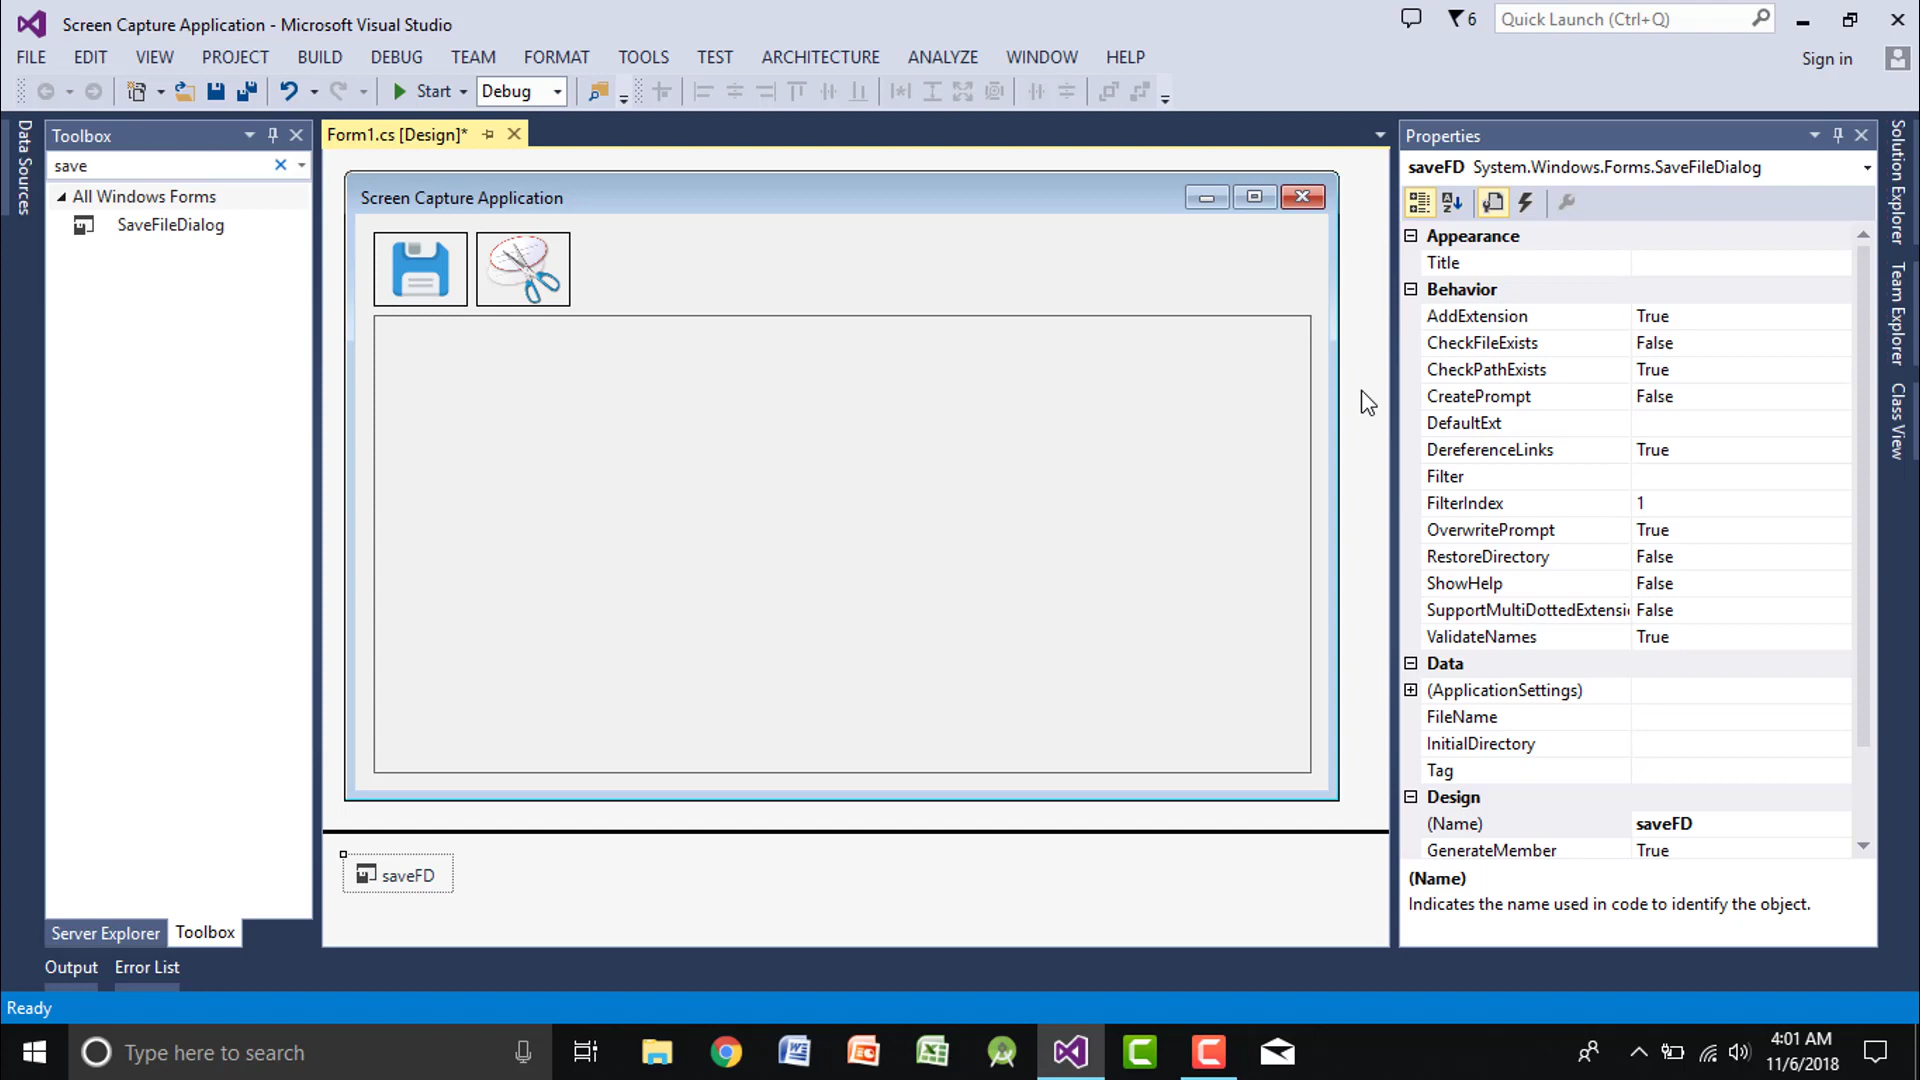 Screen Capture Application - Microsoft Visual Studio
6
Quick Launch (Ctrl+Q)
FILE EDIT VIEW PROJECT BUILD DEBUG TEAM FORMAT TOOLS TEST ARCHITECTURE ANALYZE WINDOW HELP
Sign in
Start
Debug
Data Sources
Toolbox
save
All Windows Forms
SaveFileDialog
Server Explorer
Toolbox
Form1.cs [Design]*
Screen Capture Application
saveFD
Properties
saveFD System.Windows.Forms.SaveFileDialog
Appearance
Title
Behavior
AddExtension True
CheckFileExists False
CheckPathExists True
CreatePrompt False
DefaultExt
DereferenceLinks True
Filter
FilterIndex 1
OverwritePrompt True
RestoreDirectory False
ShowHelp False
SupportMultiDottedExtensi False
ValidateNames True
Data
(ApplicationSettings)
FileName
InitialDirectory
Tag
Design
(Name) saveFD
GenerateMember True
(Name)
Indicates the name used in code to identify the object.
Solution Explorer
Team Explorer
Class View
Output
Error List
Ready
Type here to search
4:01 AM
11/6/2018